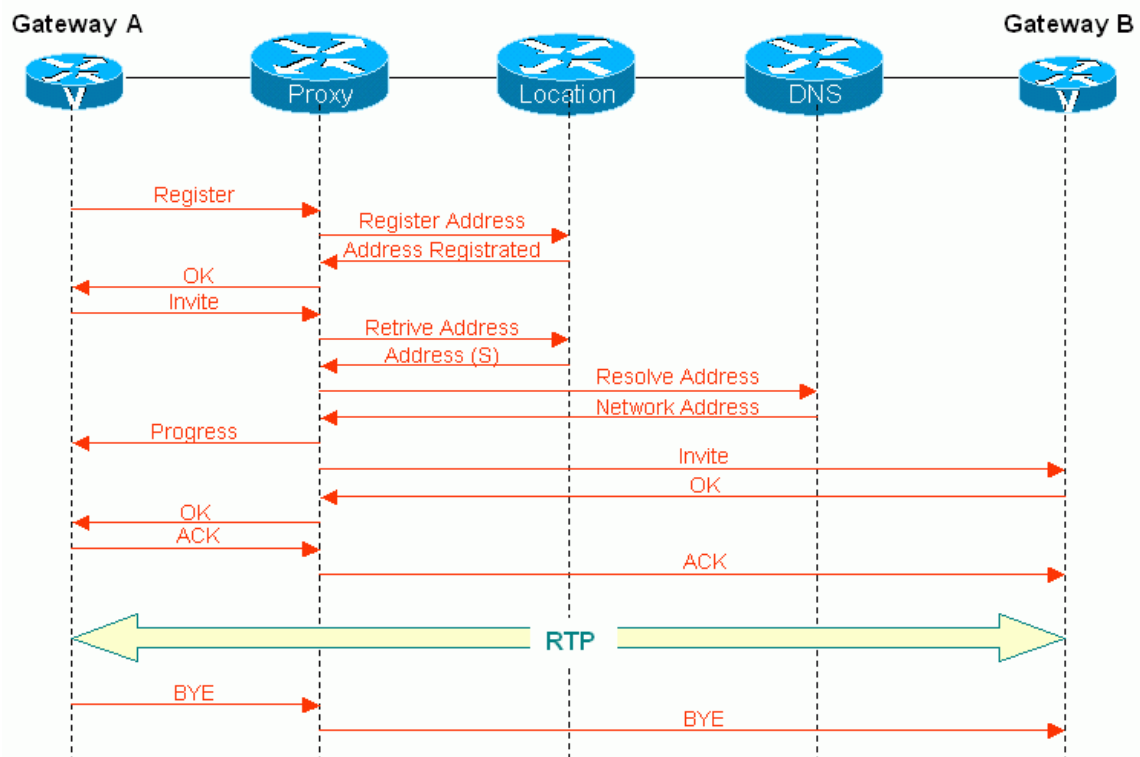 Gateway A
Gateway B
V
Proxy
Location
DNS
V
Register
Register Address
Address Registrated
OK
Invite
Retrive Address
Address (S)
Resolve Address
Network Address
Progress
Invite
OK
OK
ACK
ACK
RTP
BYE
BYE